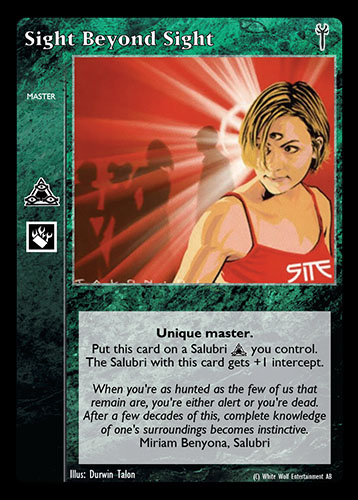 Sight Beyond Sight
MASTER
SITE
TALON
Unique master.
Put this card on a Salubri you control.
The Salubri with this card gets +1 intercept.
When you're as hunted as the few of us that
remain are, you're either alert or you're dead.
After a few decades of this, complete knowledge
of one's surroundings becomes instinctive.
Miriam Benyona, Salubri
Illus: Durwin Talon
(C) White Wolf Entertainment AB